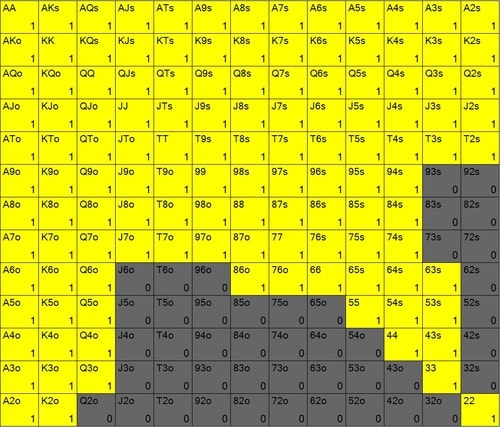 AA AKs AQs AJs ATs A9s A8s A7s A6s A5s A4s A3s A2s
1 1 1 1 1 1 1 1 1 1 1 1 1
AKo KK KQs KJs KTs K9s K8s K7s K6s K5s K4s K3s K2s
1 1 1 1 1 1 1 1 1 1 1 1 1
AQo KQo QQ QJs QTs Q9s Q8s Q7s Q6s Q5s Q4s Q3s Q2s
1 1 1 1 1 1 1 1 1 1 1 1 1
AJo KJo QJo JJ JTs J9s J8s J7s J6s J5s J4s J3s J2s
1 1 1 1 1 1 1 1 1 1 1 1 1
ATo KTo QTo JTo TT T9s T8s T7s T6s T5s T4s T3s T2s
1 1 1 1 1 1 1 1 1 1 1 1 1
A9o K9o Q9o J9o T9o 99 98s 97s 96s 95s 94s 93s 92s
1 1 1 1 1 1 1 1 1 1 1 0 0
A8o K8o Q8o J8o T8o 98o 88 87s 86s 85s 84s 83s 82s
1 1 1 1 1 1 1 1 1 1 1 0 0
A7o K7o Q7o J7o T7o 97o 87o 77 76s 75s 74s 73s 72s
1 1 1 1 1 1 1 1 1 1 1 0 0
A6o K6o Q6o J6o T6o 96o 86o 76o 66 65s 64s 63s 62s
1 1 1 0 0 0 1 1 1 1 1 1 0
A5o K5o Q5o J5o T5o 95o 85o 75o 65o 55 54s 53s 52s
1 1 1 0 0 0 0 0 0 1 1 1 0
A4o K4o Q4o J4o T4o 94o 84o 74o 64o 54o 44 43s 42s
1 1 1 0 0 0 0 0 0 0 1 1 0
A3o K3o Q3o J3o T3o 93o 83o 73o 63o 53o 43o 33 32s
1 1 1 0 0 0 0 0 0 0 0 1 0
A2o K2o Q2o J2o T2o 92o 82o 72o 62o 52o 42o 32o 22
1 1 0 0 0 0 0 0 0 0 0 0 1